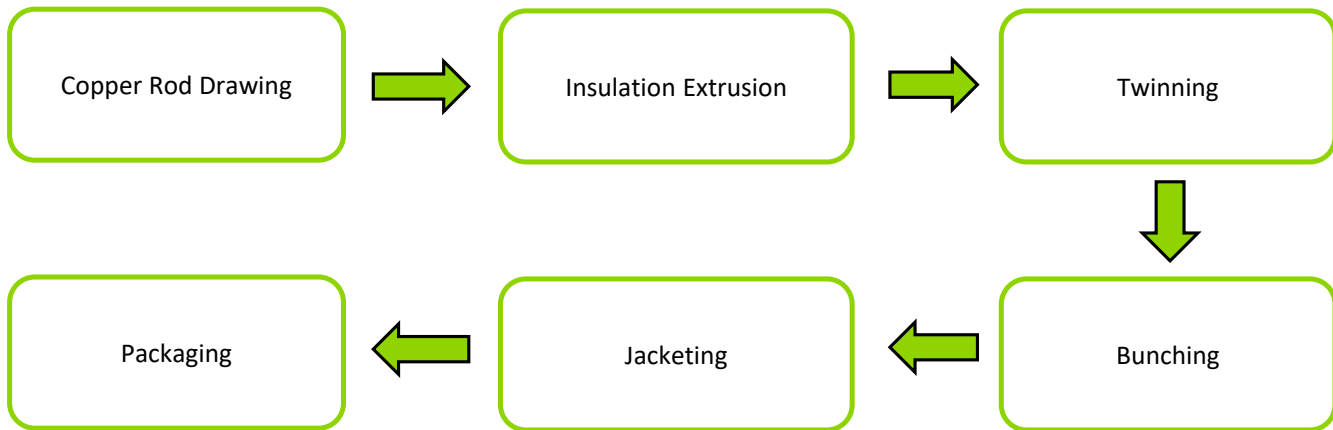 Copper Rod Drawing
Insulation Extrusion
Twinning
Bunching
Jacketing
Packaging